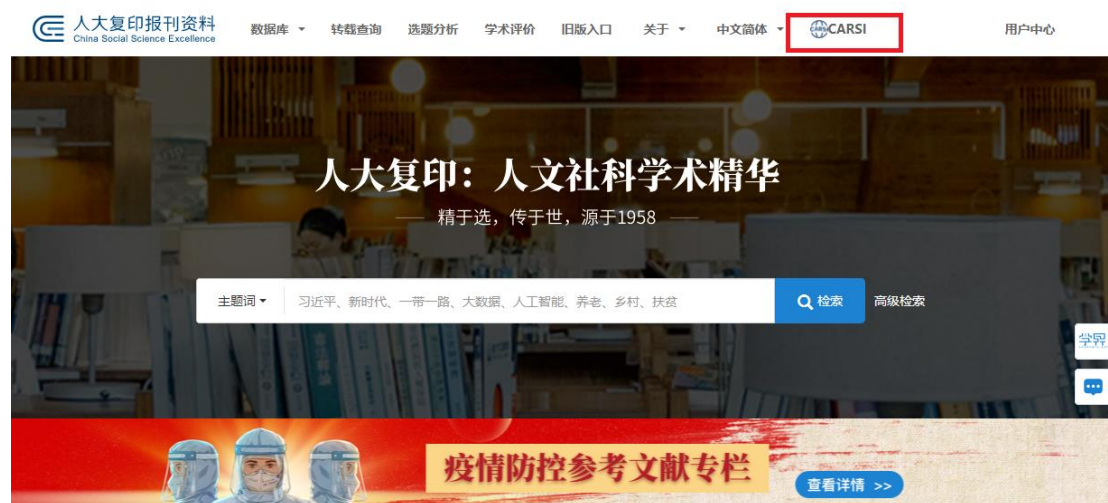 人大复印报刊资料
China Social Science Excellence
数据库 转载查询 选题分析 学术评价 旧版入口 关于 中文简体 CARSI 用户中心
人大复印：人文社科学术精华
精于选，传于世，源于1958
主题词 习近平、新时代、一带一路、大数据、人工智能、养老、乡村、扶贫 检索 高级检索
学界
疫情防控参考文献专栏
查看详情 >>